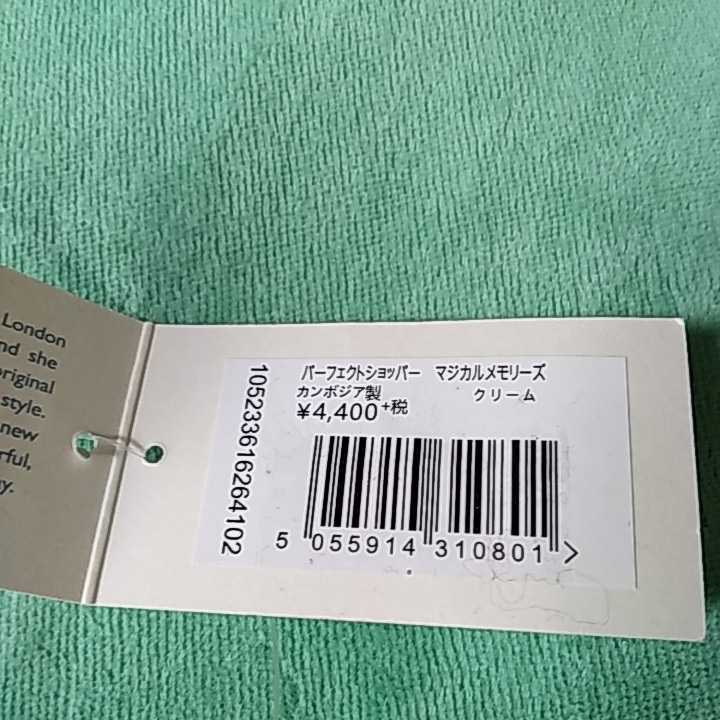 London
nd she
original
style.
new
rful,
y.
105233616264102
パーフェクトショッパー マジカルメモリーズ
カンボジア製 クリーム
¥4,400+税
5 055914 310801 >